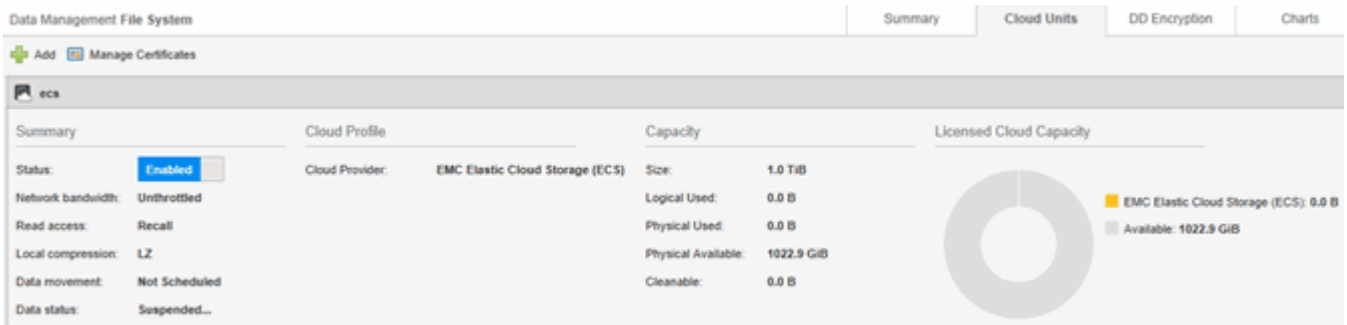 Data Management File System Summary Cloud Units DD Encryption Charts
Add Manage Certificates
ecs
Summary Cloud Profile Capacity Licensed Cloud Capacity
Status: Enabled Cloud Provider: EMC Elastic Cloud Storage (ECS) Size: 1.0 TiB
Network bandwidth: Unthrottled Logical Used: 0.0 B EMC Elastic Cloud Storage (ECS): 0.0 B
Read access: Recall Physical Used: 0.0 B Available: 1022.9 GiB
Local compression: LZ Physical Available: 1022.9 GiB
Data movement: Not Scheduled Cleanable: 0.0 B
Data status: Suspended...